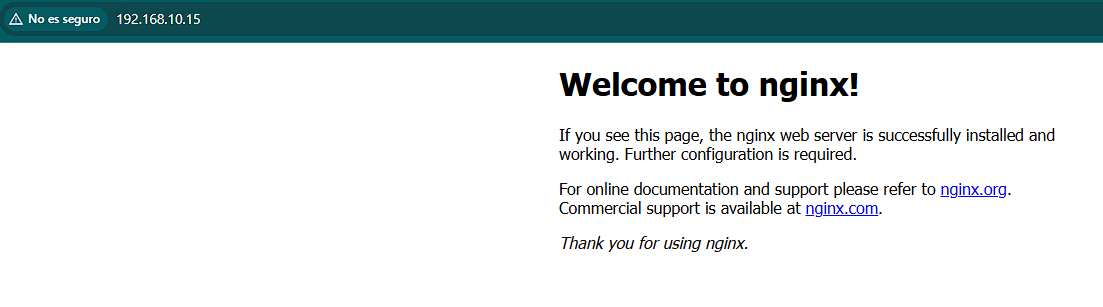 No es seguro 192.168.10.15
Welcome to nginx!
If you see this page, the nginx web server is successfully installed and
working. Further configuration is required.
For online documentation and support please refer to nginx.org.
Commercial support is available at nginx.com.
Thank you for using nginx.